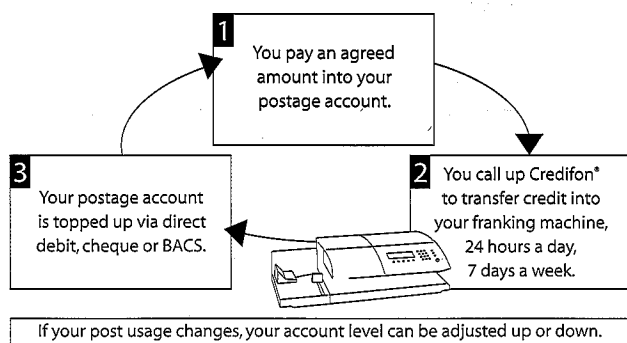 1
You pay an agreed
amount into your
postage account.
2
You call up Credifon®
to transfer credit into
your franking machine,
24 hours a day,
7 days a week.
3
Your postage account
is topped up via direct
debit, cheque or BACS.
If your post usage changes, your account level can be adjusted up or down.